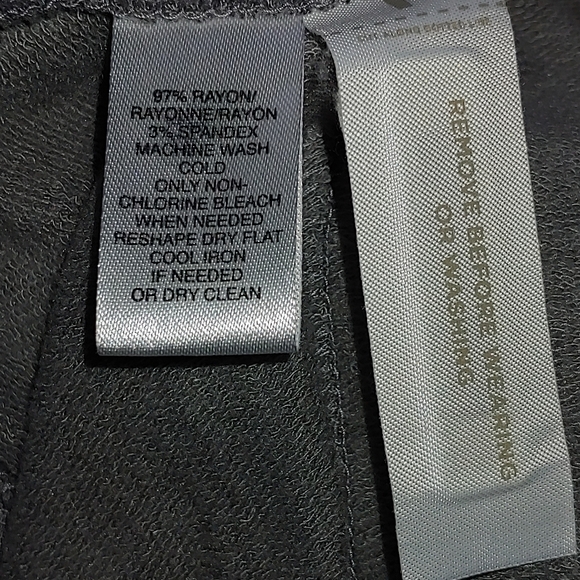 97% RAYON/
RAYONNE/RAYON
3% SPANDEX
MACHINE WASH
COLD
ONLY NON-
CHLORINE BLEACH
WHEN NEEDED
RESHAPE DRY FLAT
COOL IRON
IF NEEDED
OR DRY CLEAN
REMOVE BEFORE WEARING
OR WASHING